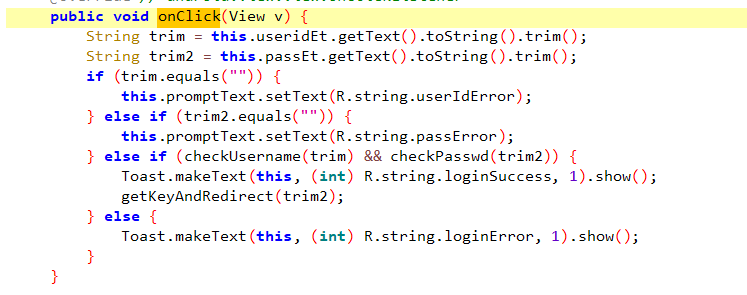 public void onClick(View v) {
String trim = this.useridEt.getText().toString().trim();
String trim2 = this.passEt.getText().toString().trim();
if (trim.equals("")) {
this.promptText.setText(R.string.userIdError);
} else if (trim2.equals("")) {
this.promptText.setText(R.string.passError);
} else if (checkUsername(trim) && checkPasswd(trim2)) {
Toast.makeText(this, (int) R.string.loginSuccess, 1).show();
getKeyAndRedirect(trim2);
} else {
Toast.makeText(this, (int) R.string.loginError, 1).show();
}
}